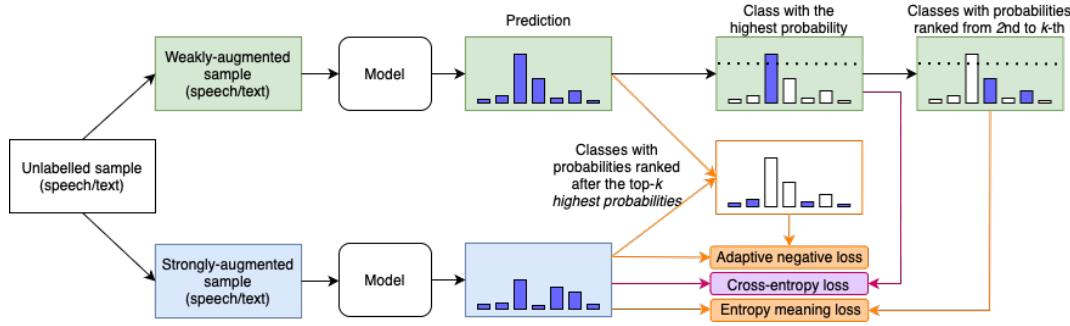 Prediction
Class with the
highest probability
Classes with probabilities
ranked from 2nd to k-th
Weakly-augmented
sample
(speech/text)
Model
Unlabelled sample
(speech/text)
Classes with
probabilities ranked
after the top-k
highest probabilities
Strongly-augmented
sample
(speech/text)
Model
Adaptive negative loss
Cross-entropy loss
Entropy meaning loss